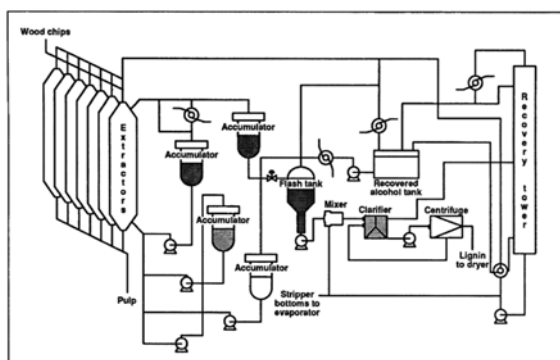 Wood chips
Extractors
Accumulator
Accumulator
Accumulator
Accumulator
Flash tank
Recovered
alcohol tank
Recovery tower
Mixer
Clarifier
Centrifuge
Lignin
to dryer
Stripper
bottoms to
evaporator
Pulp